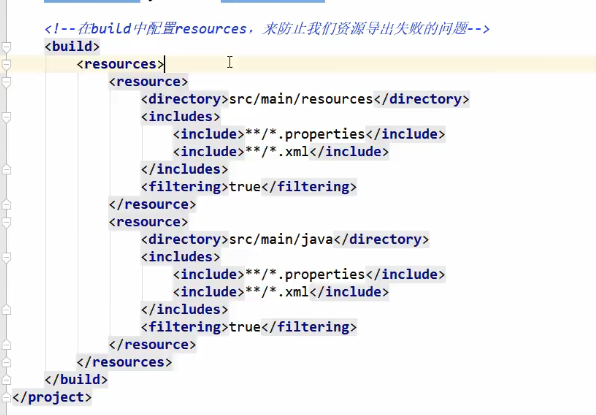 <!--在build中配置resources，来防止我们资源导出失败的问题-->
<build>
<resources>
<resource>
<directory>src/main/resources</directory>
<includes>
<include>**/*.properties</include>
<include>**/*.xml</include>
</includes>
<filtering>true</filtering>
</resource>
<resource>
<directory>src/main/java</directory>
<includes>
<include>**/*.properties</include>
<include>**/*.xml</include>
</includes>
<filtering>true</filtering>
</resource>
</resources>
</build>
</project>